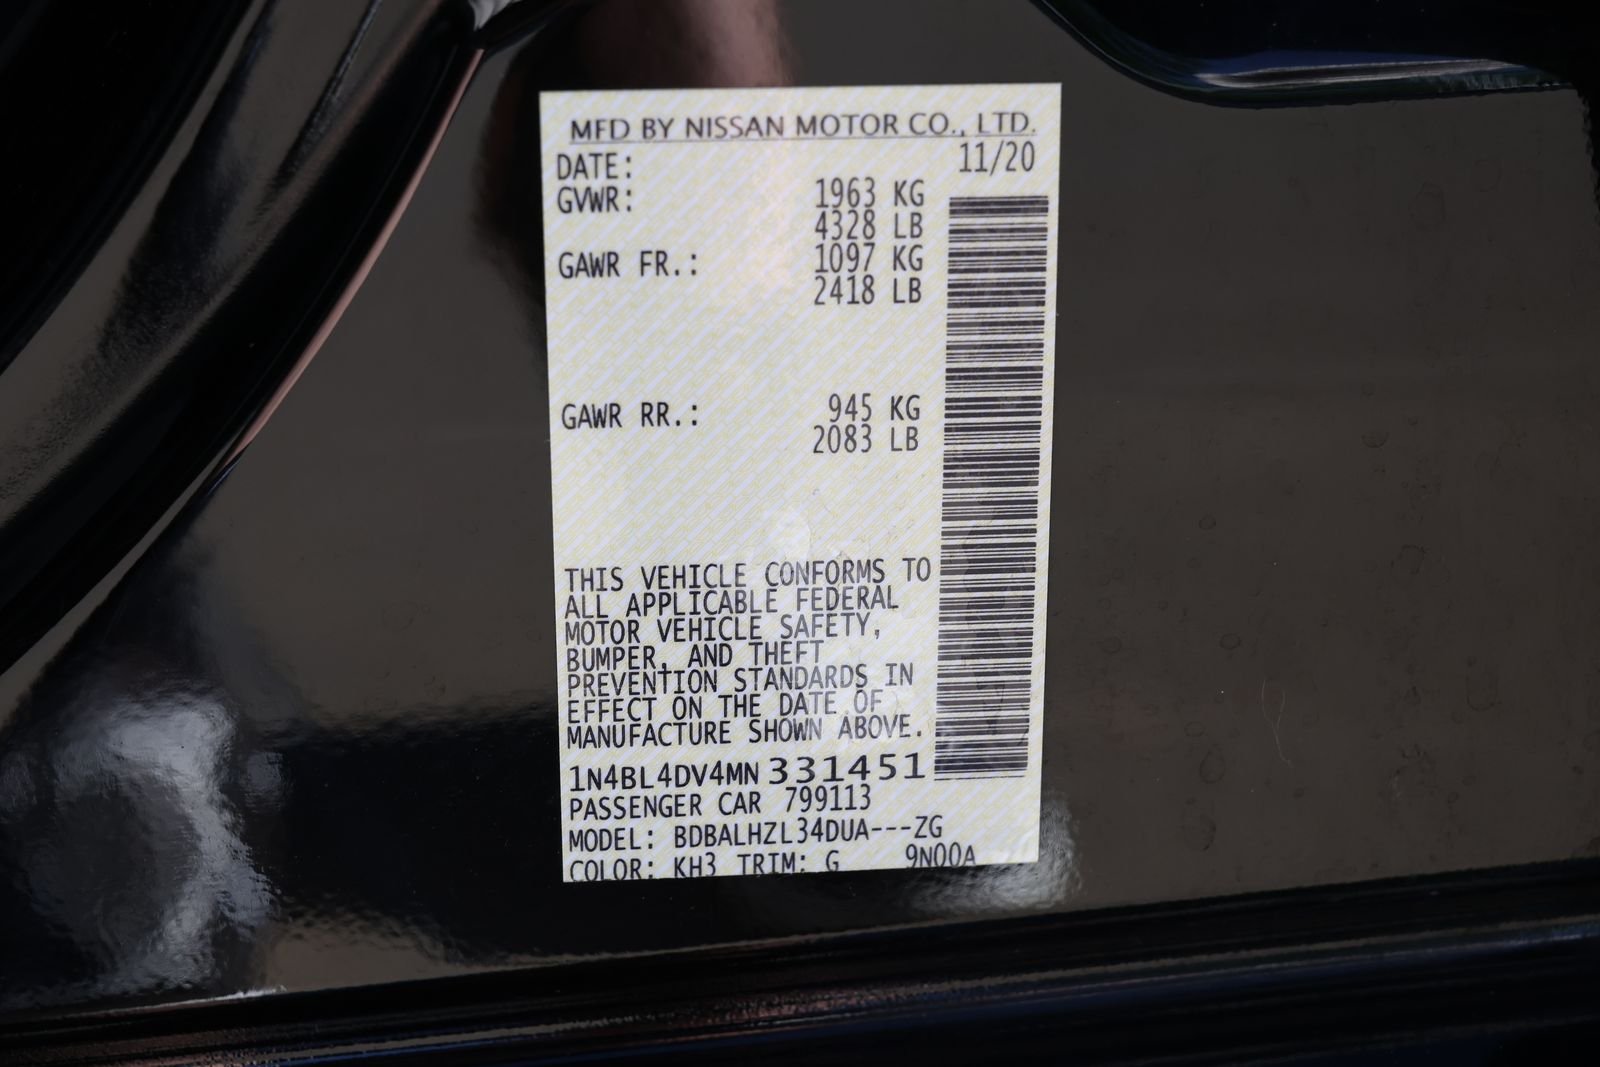 MFD BY NISSAN MOTOR CO., LTD.
DATE: 11/20
GVWR: 1963 KG
4328 LB
GAWR FR.: 1097 KG
2418 LB
GAWR RR.: 945 KG
2083 LB
THIS VEHICLE CONFORMS TO
ALL APPLICABLE FEDERAL
MOTOR VEHICLE SAFETY,
BUMPER, AND THEFT
PREVENTION STANDARDS IN
EFFECT ON THE DATE OF
MANUFACTURE SHOWN ABOVE.
1N4BL4DV4MN331451
PASSENGER CAR 799113
MODEL: BDBALHZL34DUA---ZG
COLOR: KH3 TRIM: G 9N00A